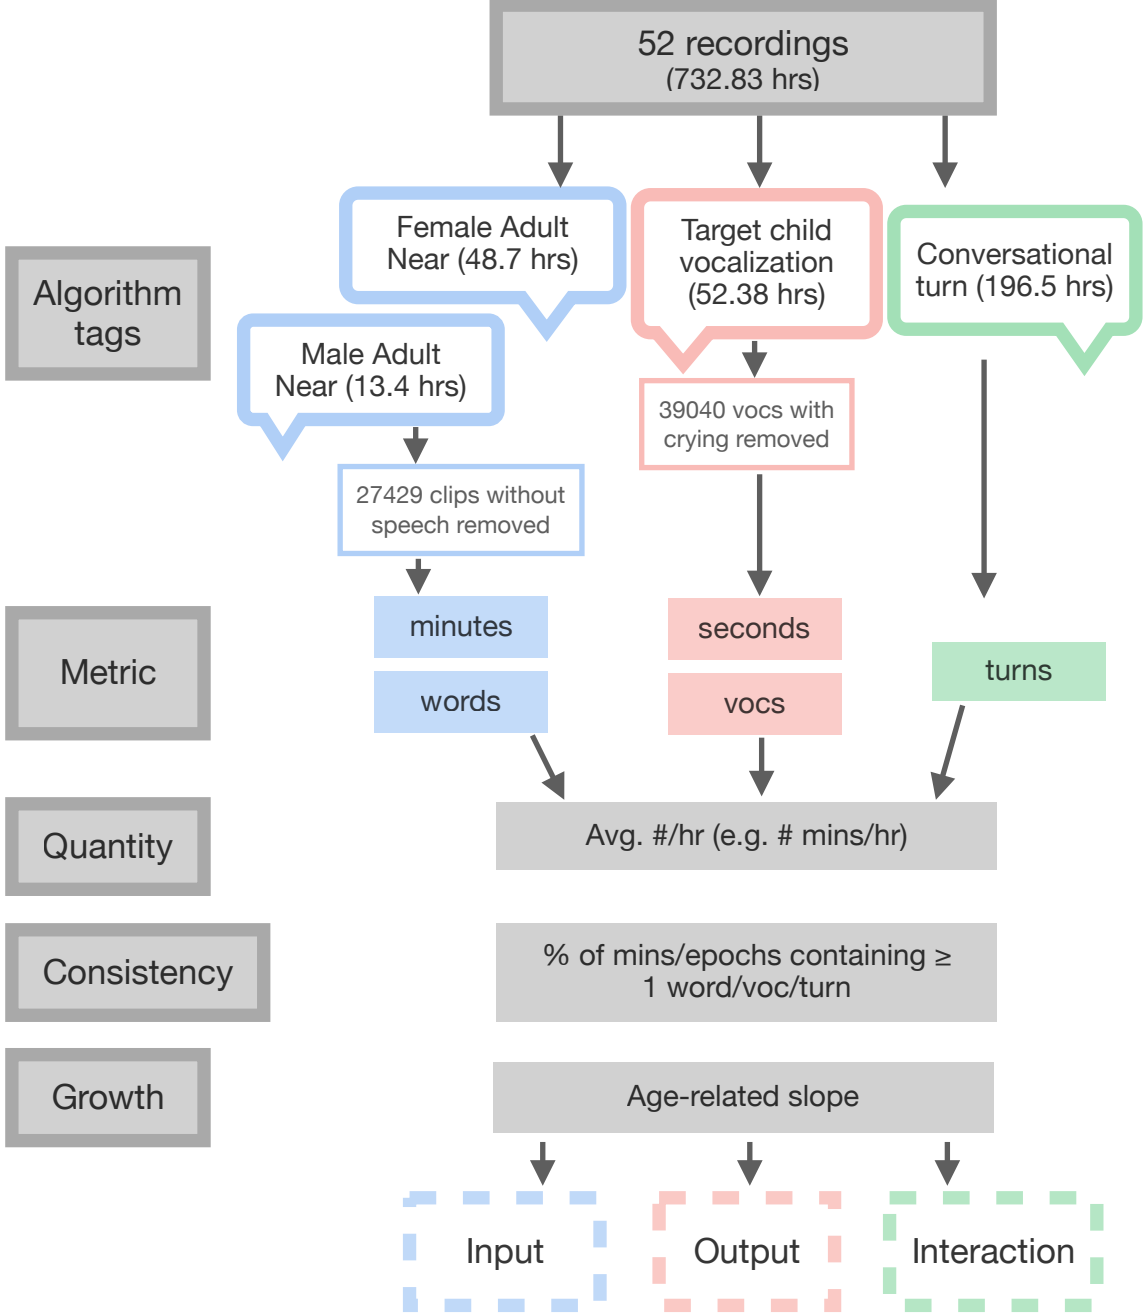 52 recordings
(732.83 hrs)
Female Adult
Near (48.7 hrs)
Target child
vocalization
(52.38 hrs)
Conversational
turn (196.5 hrs)
Algorithm
tags
Male Adult
Near (13.4 hrs)
39040 vocs with
crying removed
27429 clips without
speech removed
Metric
minutes
words
seconds
vocs
turns
Quantity
Avg. #/hr (e.g. # mins/hr)
Consistency
% of mins/epochs containing ≥
1 word/voc/turn
Growth
Age-related slope
Input
Output
Interaction